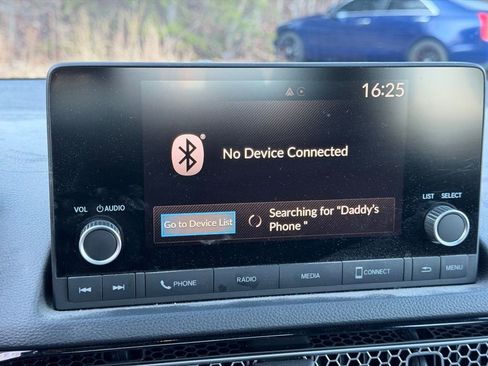 16:25
No Device Connected
VOL AUDIO
LIST SELECT
Go to Device List
Searching for "Daddy's
Phone "
PHONE RADIO MEDIA CONNECT MENU